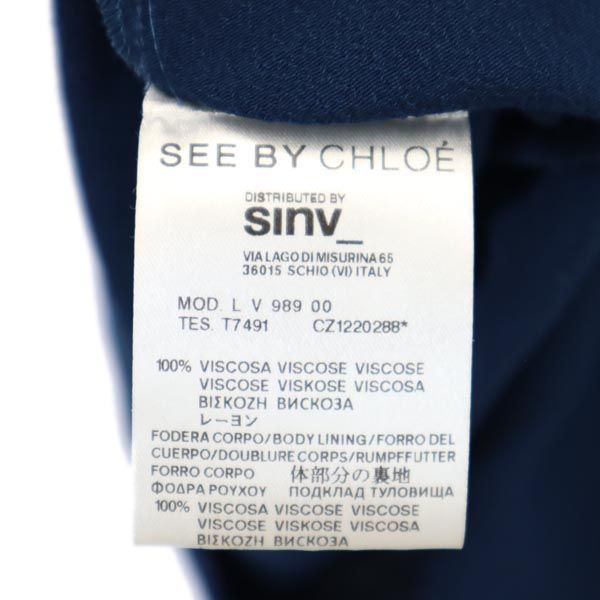 SEE BY CHLOÉ
DISTRIBUTED BY
sinv_
VIA LAGO DI MISURINA 65
36015 SCHIO (VI) ITALY
MOD. L V 989 00
TES. T7491 CZ1220288*
100% VISCOSA VISCOSE VISCOSE
VISCOSE VISKOSE VISCOSA
ΒΙΣΚΟΖΗ ВИСКОЗА
レーヨン
FODERA CORPO/BODY LINING/FORRO DEL
CUERPO/DOUBLURE CORPS/RUMPFFUTTER
FORRO CORPO 体部分の裏地
ΦΟΔΡΑ ΡΟΥΧΟΥ ПОДКЛАД ТУЛОВИЩА
100% VISCOSA VISCOSE VISCOSE
VISCOSE VISKOSE VISCOSA
ΒΙΣΚΟΖΗ ВИСКОЗА